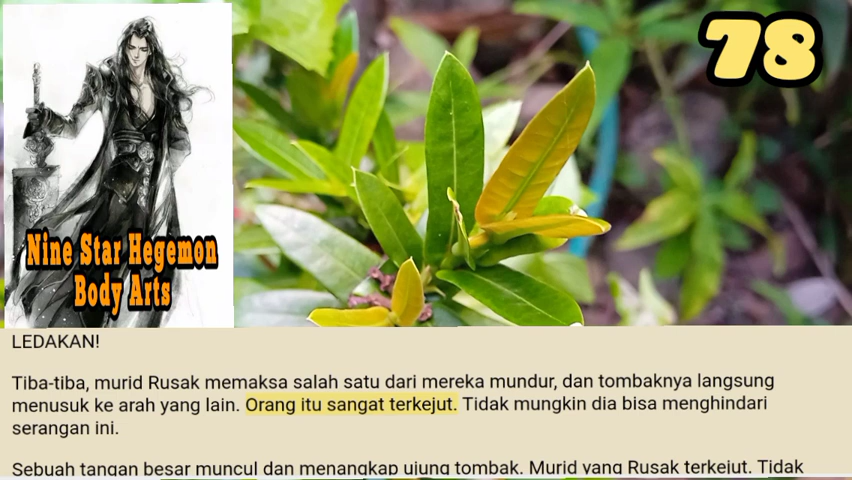 78
Nine Star Hegemon
Body Arts
LEDAKAN!
Tiba-tiba, murid Rusak memaksa salah satu dari mereka mundur, dan tombaknya langsung
menusuk ke arah yang lain. Orang itu sangat terkejut. Tidak mungkin dia bisa menghindari
serangan ini.
Sebuah tangan besar muncul dan menangkap ujung tombak. Murid yang Rusak terkejut. Tidak